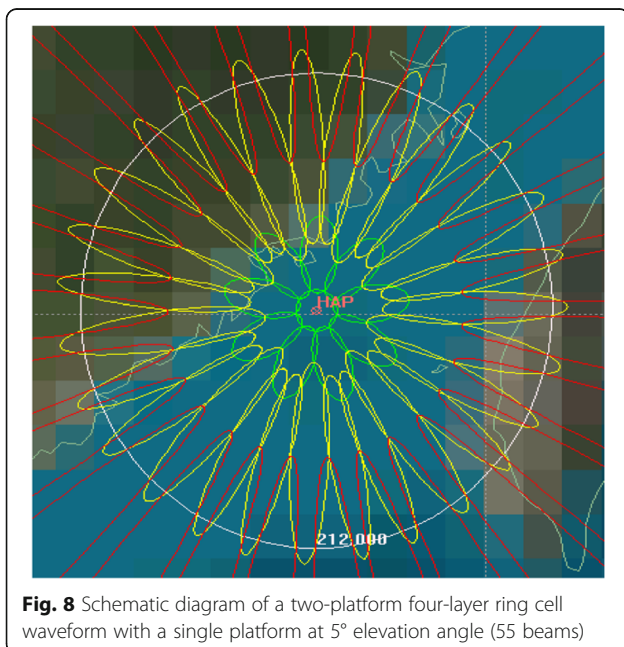 HAP
212.000
Fig. 8 Schematic diagram of a two-platform four-layer ring cell
waveform with a single platform at 5° elevation angle (55 beams)